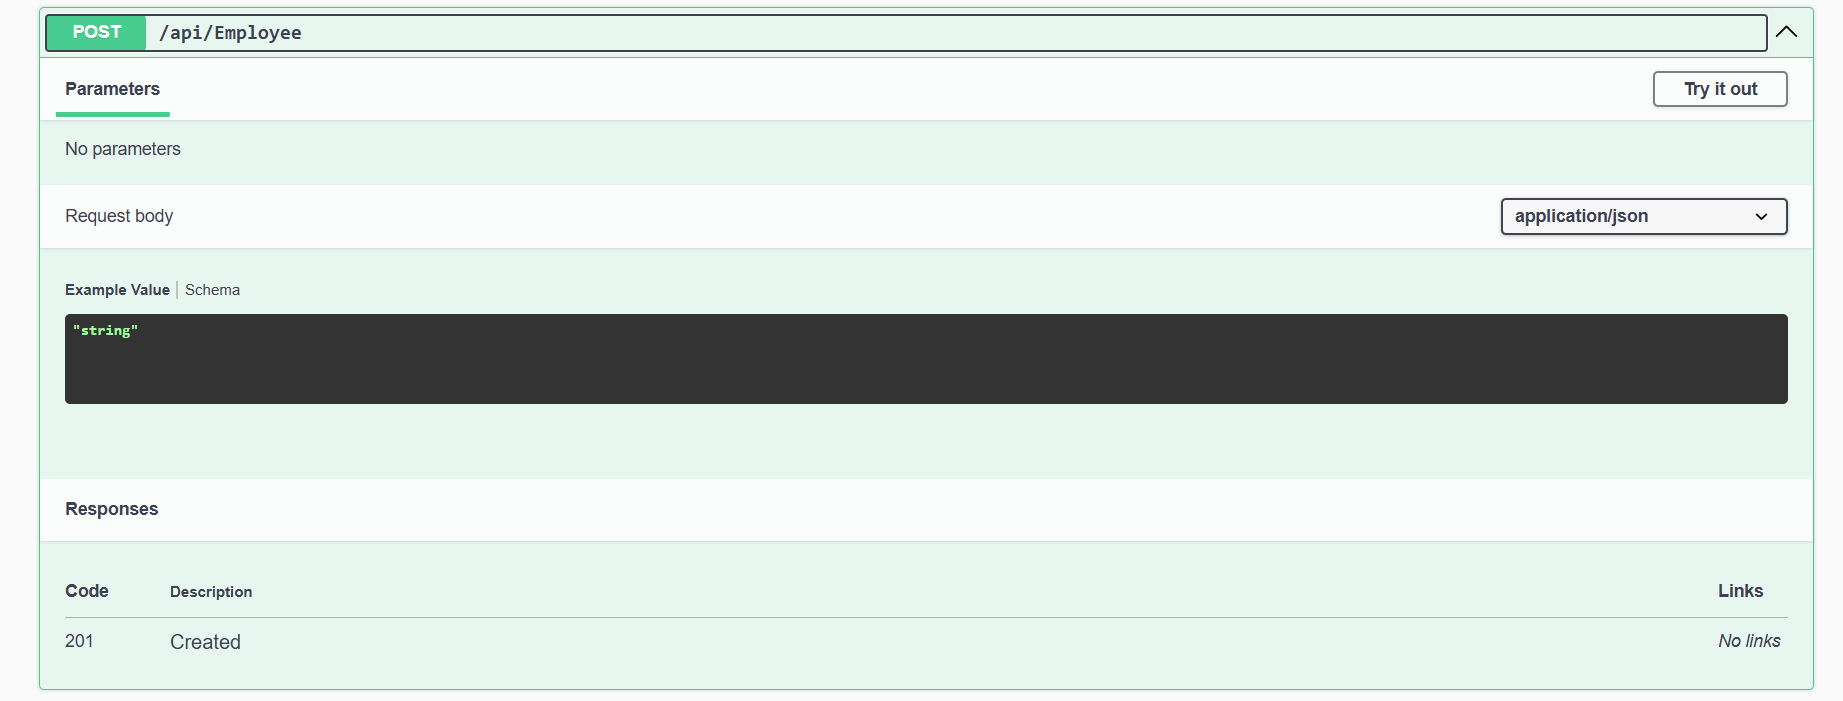 POST /api/Employee
Parameters
Try it out
No parameters
Request body
application/json
Example Value | Schema
"string"
Responses
Code Description Links
201 Created No links